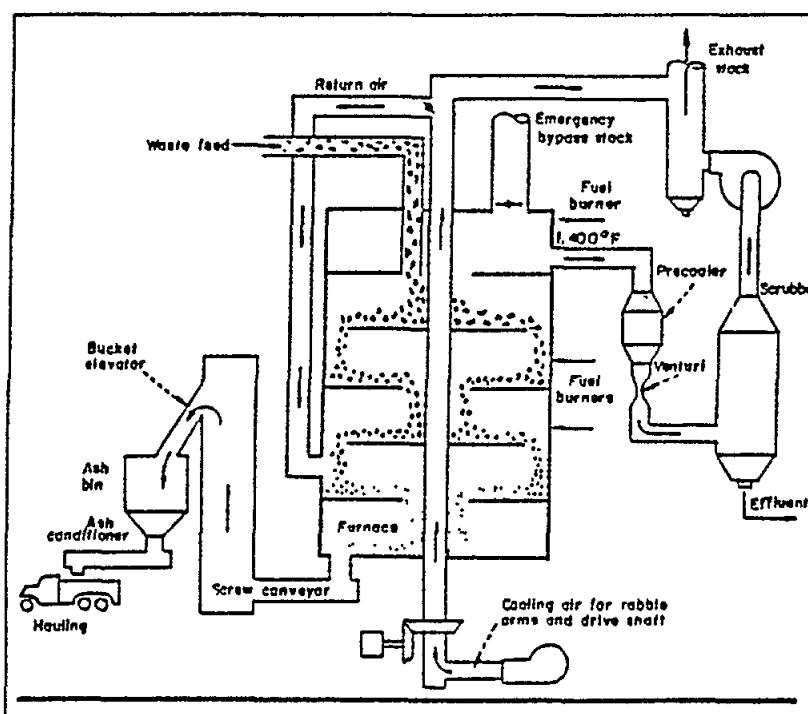 Exhaust
stack
Return air
Emergency
bypass stack
Waste feed
Fuel
burner
1,400°F
Precooler
Scrubbe
Bucket
elevator
Venturi
Fuel
burners
Ash
bin
Ash
conditioner
Furnace
Effluent
Screw conveyor
Hauling
Cooling air for rabble
arms and drive shaft